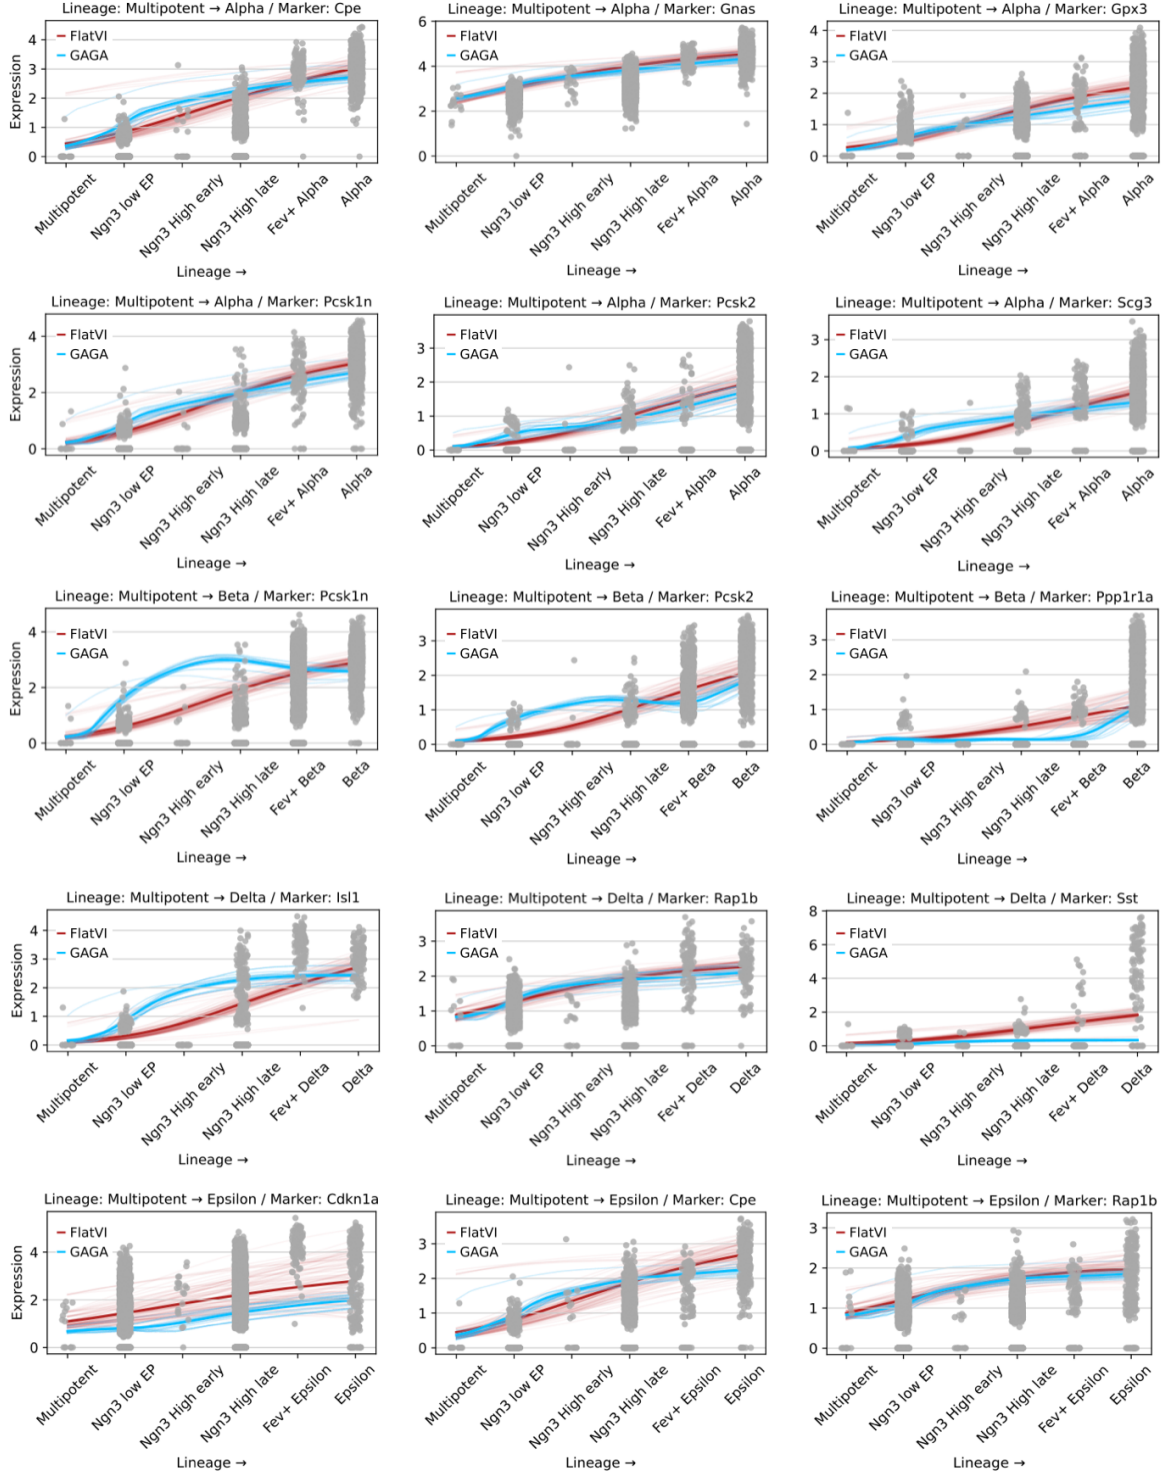 Lineage: Multipotent → Alpha / Marker: Cpe
Expression
4
3
2
1
0
FlatVI
GAGA
Multipotent
Ngn3 low EP
Ngn3 High early
Ngn3 High late
Fev+ Alpha
Alpha
Lineage →
Lineage: Multipotent → Alpha / Marker: Gnas
6
4
2
0
FlatVI
GAGA
Multipotent
Ngn3 low EP
Ngn3 High early
Ngn3 High late
Fev+ Alpha
Alpha
Lineage →
Lineage: Multipotent → Alpha / Marker: Gpx3
4
3
2
1
0
FlatVI
GAGA
Multipotent
Ngn3 low EP
Ngn3 High early
Ngn3 High late
Fev+ Alpha
Alpha
Lineage →
Lineage: Multipotent → Alpha / Marker: Pcsk1n
Expression
4
2
0
FlatVI
GAGA
Multipotent
Ngn3 low EP
Ngn3 High early
Ngn3 High late
Fev+ Alpha
Alpha
Lineage →
Lineage: Multipotent → Alpha / Marker: Pcsk2
3
2
1
0
FlatVI
GAGA
Multipotent
Ngn3 low EP
Ngn3 High early
Ngn3 High late
Fev+ Alpha
Alpha
Lineage →
Lineage: Multipotent → Alpha / Marker: Scg3
3
2
1
0
FlatVI
GAGA
Multipotent
Ngn3 low EP
Ngn3 High early
Ngn3 High late
Fev+ Alpha
Alpha
Lineage →
Lineage: Multipotent → Beta / Marker: Pcsk1n
Expression
4
2
0
FlatVI
GAGA
Multipotent
Ngn3 low EP
Ngn3 High early
Ngn3 High late
Fev+ Beta
Beta
Lineage →
Lineage: Multipotent → Beta / Marker: Pcsk2
3
2
1
0
FlatVI
GAGA
Multipotent
Ngn3 low EP
Ngn3 High early
Ngn3 High late
Fev+ Beta
Beta
Lineage →
Lineage: Multipotent → Beta / Marker: Ppp1r1a
3
2
1
0
FlatVI
GAGA
Multipotent
Ngn3 low EP
Ngn3 High early
Ngn3 High late
Fev+ Beta
Beta
Lineage →
Lineage: Multipotent → Delta / Marker: Isl1
Expression
4
3
2
1
0
FlatVI
GAGA
Multipotent
Ngn3 low EP
Ngn3 High early
Ngn3 High late
Fev+ Delta
Delta
Lineage →
Lineage: Multipotent → Delta / Marker: Rap1b
3
2
1
0
FlatVI
GAGA
Multipotent
Ngn3 low EP
Ngn3 High early
Ngn3 High late
Fev+ Delta
Delta
Lineage →
Lineage: Multipotent → Delta / Marker: Sst
8
6
4
2
0
FlatVI
GAGA
Multipotent
Ngn3 low EP
Ngn3 High early
Ngn3 High late
Fev+ Delta
Delta
Lineage →
Lineage: Multipotent → Epsilon / Marker: Cdkn1a
Expression
4
2
0
FlatVI
GAGA
Multipotent
Ngn3 low EP
Ngn3 High early
Ngn3 High late
Fev+ Epsilon
Epsilon
Lineage →
Lineage: Multipotent → Epsilon / Marker: Cpe
3
2
1
0
FlatVI
GAGA
Multipotent
Ngn3 low EP
Ngn3 High early
Ngn3 High late
Fev+ Epsilon
Epsilon
Lineage →
Lineage: Multipotent → Epsilon / Marker: Rap1b
3
2
1
0
FlatVI
GAGA
Multipotent
Ngn3 low EP
Ngn3 High early
Ngn3 High late
Fev+ Epsilon
Epsilon
Lineage →